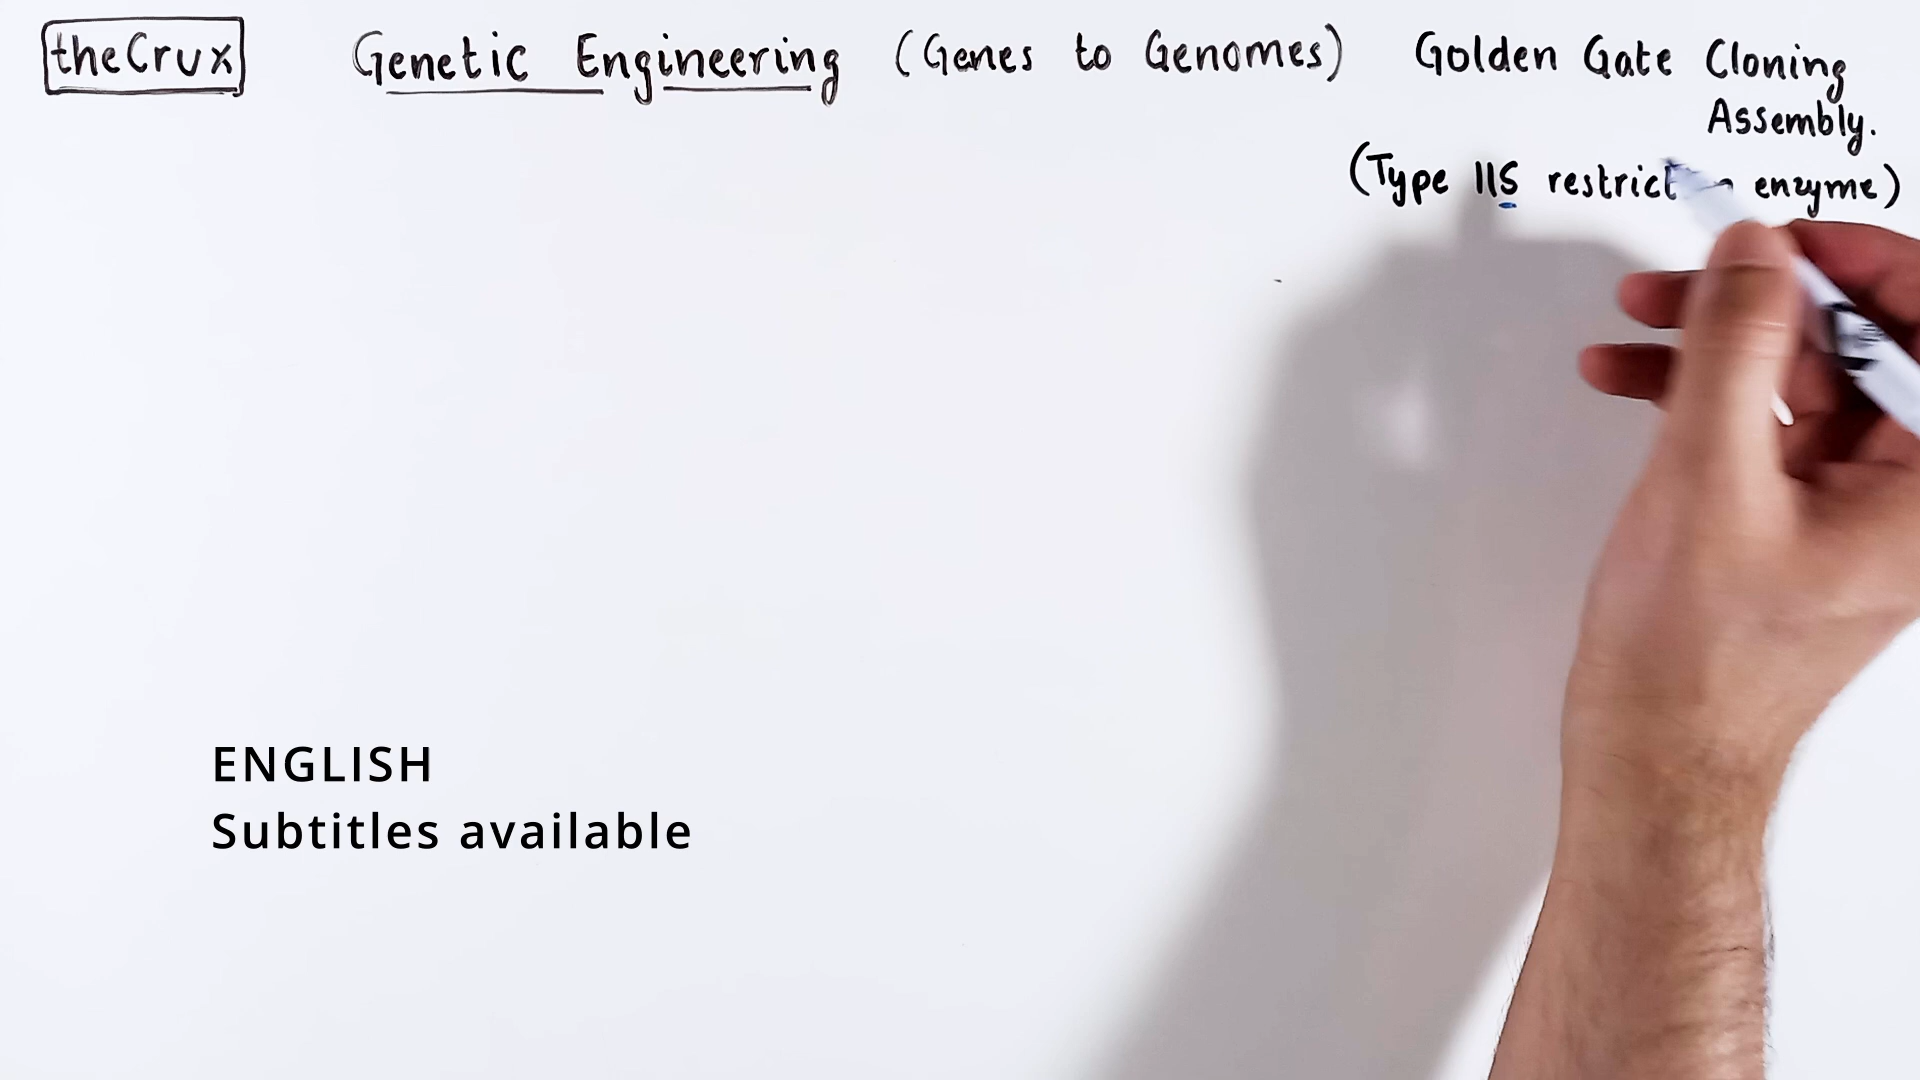 theCrux Genetic Engineering (Genes to Genomes) Golden Gate Cloning
Assembly.
(Type IIS enzyme)
ENGLISH
Subtitles available